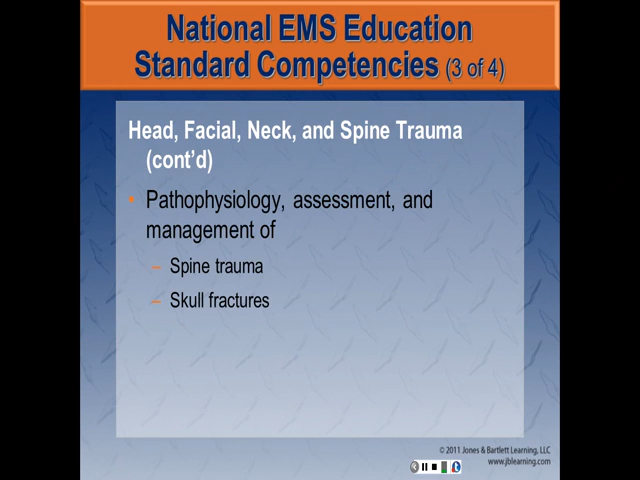 National EMS Education
Standard Competencies (3 of 4)
Head, Facial, Neck, and Spine Trauma
(cont’d)
• Pathophysiology, assessment, and
management of
– Spine trauma
– Skull fractures
© 2011 Jones & Bartlett Learning, LLC
www.jblearning.com